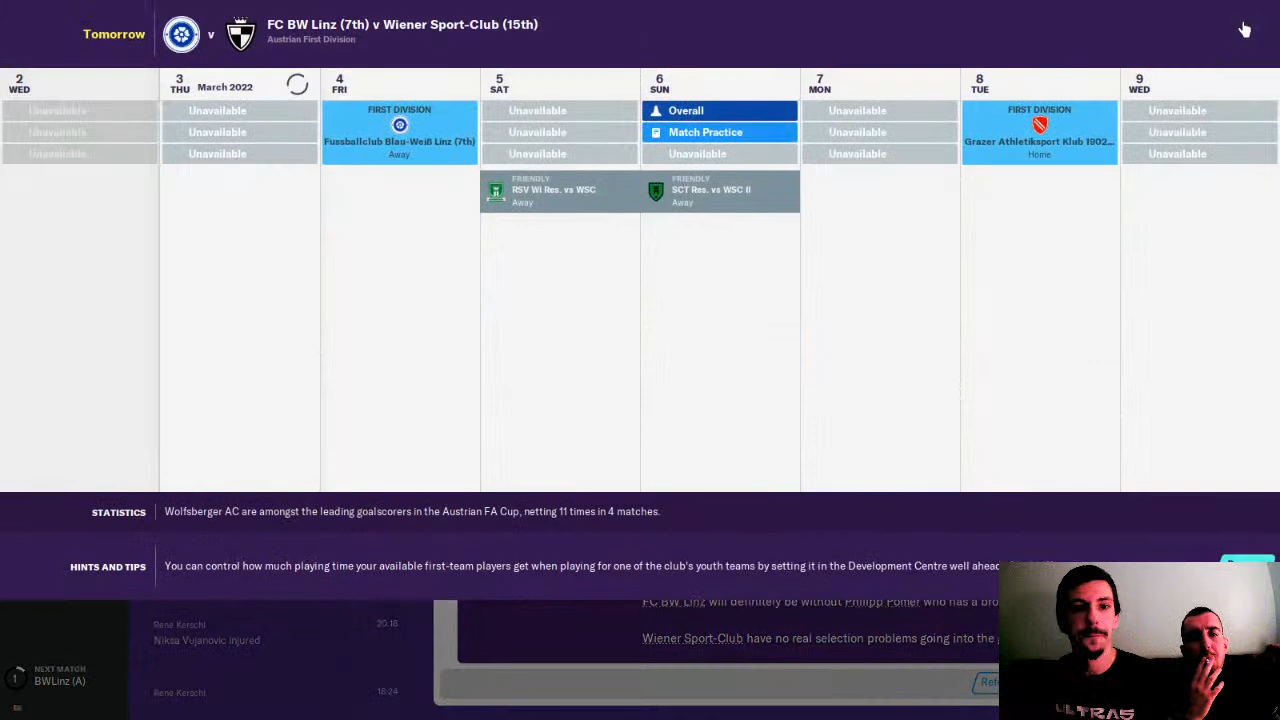 Tomorrow
v
FC BW Linz (7th) v Wiener Sport-Club (15th)
Austrian First Division
2 WED
3 THU March 2022
4 FRI
5 SAT
6 SUN
7 MON
8 TUE
9 WED
Unavailable
Unavailable
Unavailable
Unavailable
Unavailable
Unavailable
FIRST DIVISION
Fussballclub Blau-Weiß Linz (7th)
Away
Unavailable
Unavailable
Unavailable
Overall
Match Practice
Unavailable
Unavailable
Unavailable
Unavailable
FIRST DIVISION
Grazer Athletiksport Klub 1902...
Home
Unavailable
Unavailable
Unavailable
FRIENDLY
RSV Wi Res. vs WSC
Away
FRIENDLY
SCT Res. vs WSC II
Away
STATISTICS
Wolfsberger AC are amongst the leading goalscorers in the Austrian FA Cup, netting 11 times in 4 matches.
HINTS AND TIPS
You can control how much playing time your available first-team players get when playing for one of the club's youth teams by setting it in the Development Centre well ahead
FC BW Linz will definitely be without Philipp Pomer who has a bro
Rene Kerschl 20:18
Niksa Vujanovic injured
Wiener Sport-Club have no real selection problems going into the
NEXT MATCH
1
BWLinz (A)
Rene Kerschl 18:24
Refe
ULTRAS